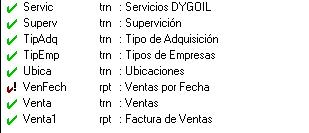 Servic trn : Servicios DYGOIL
Superv trn : Supervición
TipAdq trn : Tipo de Adquisición
TipEmp trn : Tipos de Empresas
Ubica trn : Ubicaciones
VenFech rpt : Ventas por Fecha
Venta trn : Ventas
Venta1 rpt : Factura de Ventas